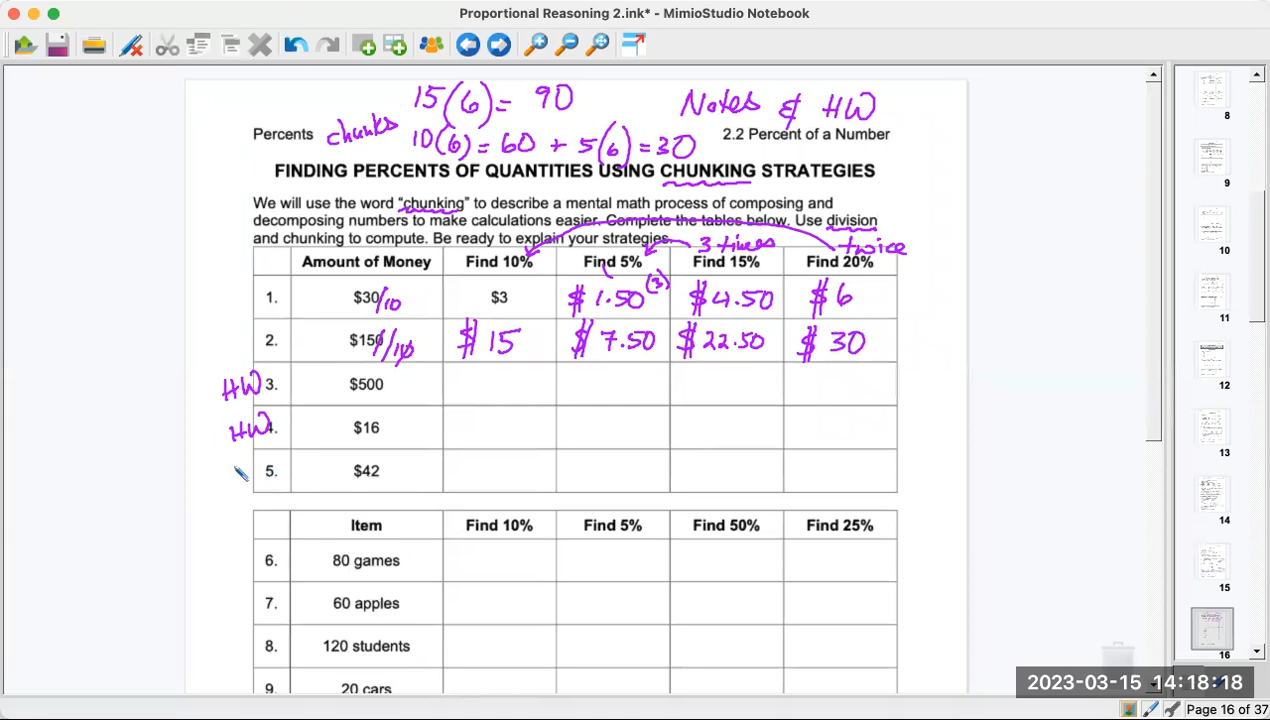 Proportional Reasoning 2.ink* - MimioStudio Notebook
15(6)= 90
Notes & HW
Percents
chunks
10(6)= 60 + 5(6)=30
2.2 Percent of a Number
FINDING PERCENTS OF QUANTITIES USING CHUNKING STRATEGIES
We will use the word “chunking” to describe a mental math process of composing and
decomposing numbers to make calculations easier. Complete the tables below. Use division
and chunking to compute. Be ready to explain your strategies.
3 times
twice
Amount of Money Find 10% Find 5% Find 15% Find 20%
1. $30/10 $3 $1.50 (3) $4.50 $6
2. $150/10 $15 $7.50 $22.50 $30
HW 3. $500
HW 4. $16
5. $42
Item Find 10% Find 5% Find 50% Find 25%
6. 80 games
7. 60 apples
8. 120 students
9. 20 cars
8
9
10
11
12
13
14
15
16
2023-03-15 14:18:18
Page 16 of 37